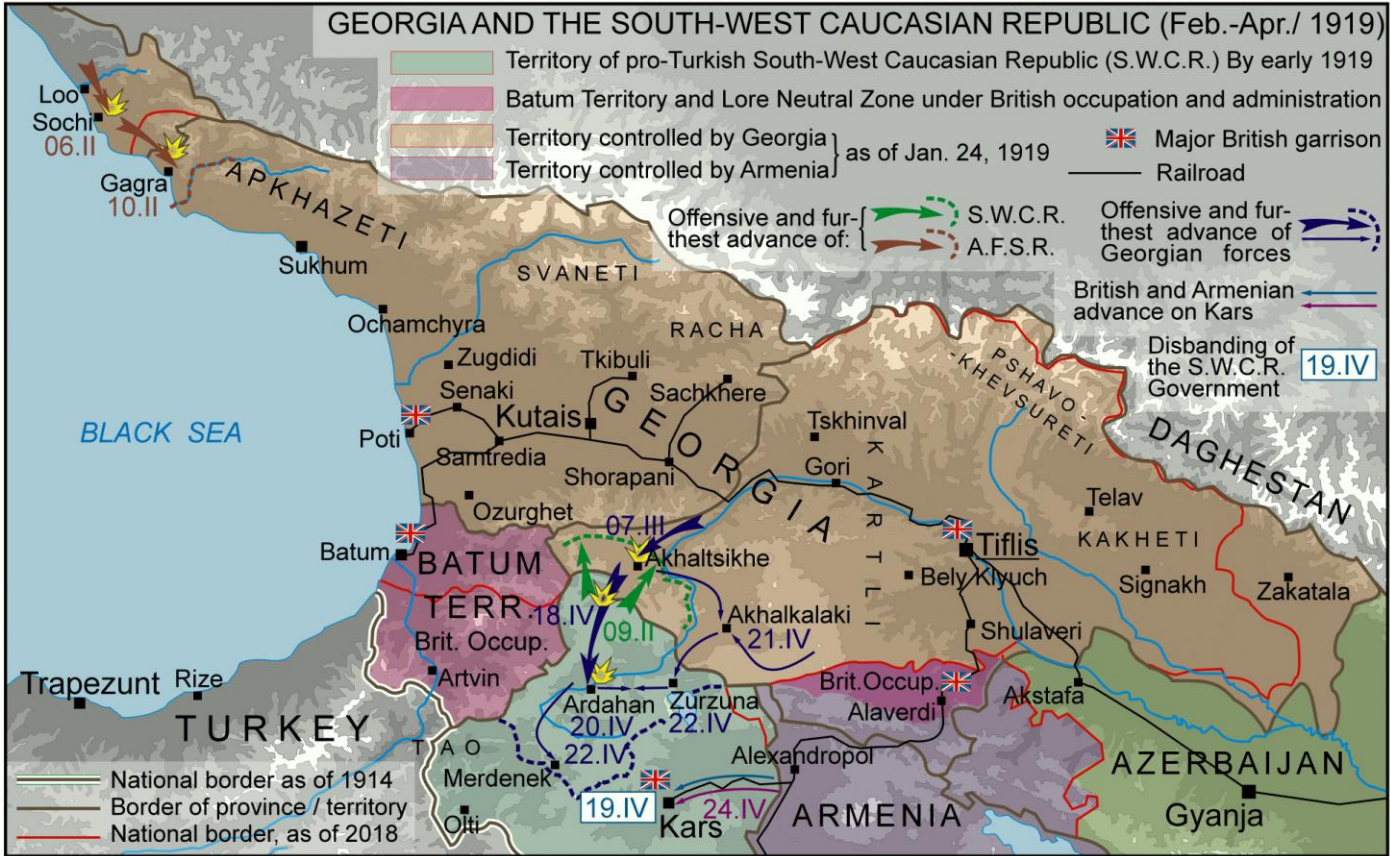 GEORGIA AND THE SOUTH-WEST CAUCASIAN REPUBLIC (Feb.-Apr./ 1919)
Territory of pro-Turkish South-West Caucasian Republic (S.W.C.R.) By early 1919
Batum Territory and Lore Neutral Zone under British occupation and administration
Territory controlled by Georgia
Territory controlled by Armenia
as of Jan. 24, 1919
Major British garrison
Railroad
Offensive and fur-
thest advance of:
S.W.C.R.
A.F.S.R.
Offensive and fur-
thest advance of
Georgian forces
British and Armenian
advance on Kars
Disbanding of
the S.W.C.R.
Government
19.IV
Loo
Sochi
06.II
Gagra
10.II
APKHAZETI
Sukhum
SVANETI
Ochamchyra
RACHA
Zugdidi
Tkibuli
Senaki
Sachkhere
PSHAVO-
-KHEVSURETI
BLACK SEA
Poti
Kutais
GEORGIA
Tskhinval
KARTLI
DAGHESTAN
Samtredia
Shorapani
Gori
Telav
Ozurghet
07.III
KAKHETI
Batum
BATUM
TERR.
Brit. Occup.
Akhaltsikhe
Tiflis
Bely Klyuch
Signakh
Zakatala
18.IV
09.II
Akhalkalaki
21.IV
Shulaveri
Artvin
Brit.Occup.
Alaverdi
Akstafa
Trapezunt
Rize
TURKEY
Ardahan
20.IV
Zurzuna
22.IV
TAO
22.IV
Merdenek
Alexandropol
AZERBAIJAN
Gyanja
19.IV
Kars
24.IV
ARMENIA
Olti
National border as of 1914
Border of province / territory
National border, as of 2018